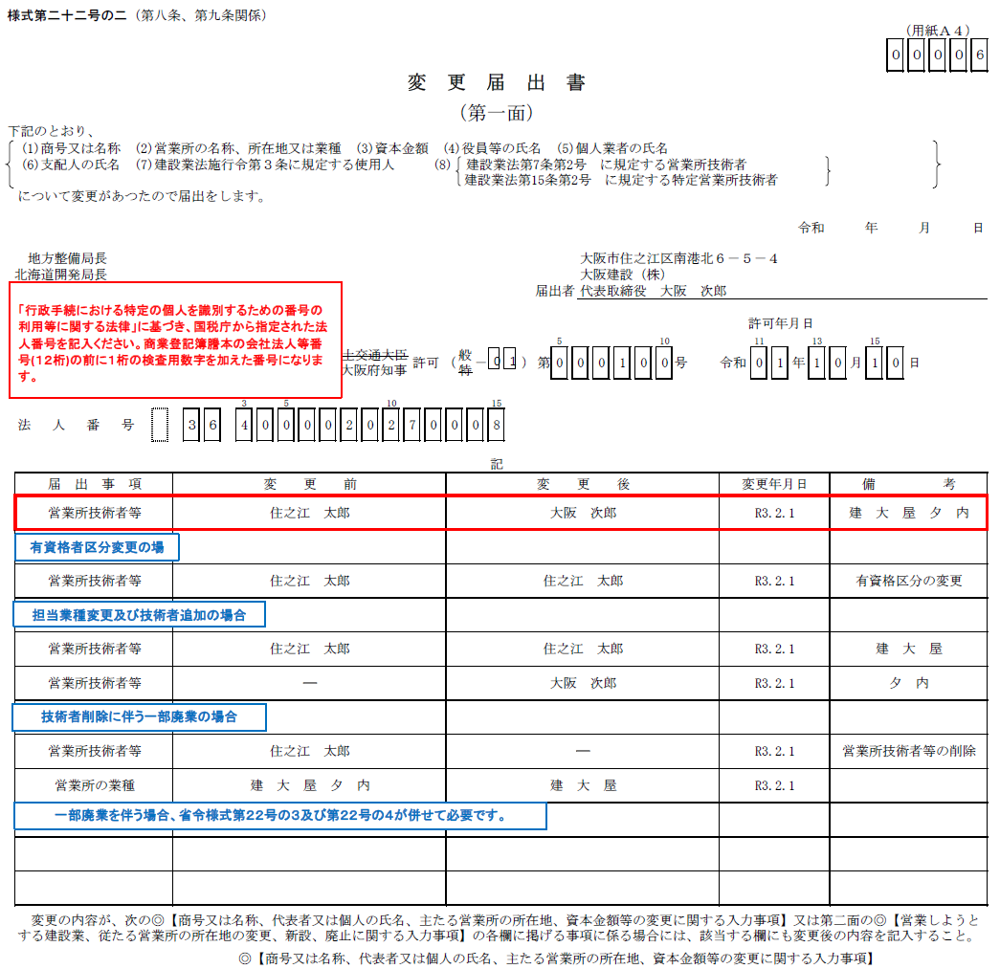 様式第二十二号の二（第八条、第九条関係）
（用紙Ａ４）
0 0 0 0 6
変　更　届　出　書
（第一面）
下記のとおり、
(1)商号又は名称　(2)営業所の名称、所在地又は業種　(3)資本金額　(4)役員等の氏名　(5)個人業者の氏名
(6)支配人の氏名　(7)建設業法施行令第３条に規定する使用人　(8)
建設業法第7条第2号　に規定する営業所技術者
建設業法第15条第2号　に規定する特定営業所技術者
について変更があつたので届出をします。
令和　　年　　月　　日
地方整備局長
北海道開発局長
大阪市住之江区南港北６－５－４
大阪建設（株）
届出者 代表取締役　大阪　次郎
「行政手続における特定の個人を識別するための番号の
利用等に関する法律」に基づき、国税庁から指定された法
人番号を記入ください。商業登記簿謄本の会社法人等番
号(１２桁)の前に１桁の検査用数字を加えた番号になりま
す。
許可年月日
5 10 11 13 15
土交通大臣
大阪府知事
許可（
般
特
－ 0 1 ）第 0 0 0 1 0 0 号　令和 0 1 年 1 0 月 1 0 日
3 5 10 15
法　人　番　号　3 6　4 0 0 0 0 2 0 2 7 0 0 0 8
記
届　出　事　項　変　更　前　変　更　後　変更年月日　備　考
営業所技術者等　住之江　太郎　大阪　次郎　R3.2.1　建　大　屋　タ　内
有資格者区分変更の場
営業所技術者等　住之江　太郎　住之江　太郎　R3.2.1　有資格区分の変更
担当業種変更及び技術者追加の場合
営業所技術者等　住之江　太郎　住之江　太郎　R3.2.1　建　大　屋
営業所技術者等　―　大阪　次郎　R3.2.1　タ　内
技術者削除に伴う一部廃業の場合
営業所技術者等　住之江　太郎　―　R3.2.1　営業所技術者等の削除
営業所の業種　建　大　屋　タ　内　建　大　屋　R3.2.1
一部廃業を伴う場合、省令様式第２２号の３及び第２２号の４が併せて必要です。
変更の内容が、次の◎【商号又は名称、代表者又は個人の氏名、主たる営業所の所在地、資本金額等の変更に関する入力事項】又は第二面の◎【営業しようと
する建設業、従たる営業所の所在地の変更、新設、廃止に関する入力事項】の各欄に掲げる事項に係る場合には、該当する欄にも変更後の内容を記入すること。
◎【商号又は名称、代表者又は個人の氏名、主たる営業所の所在地、資本金額等の変更に関する入力事項】